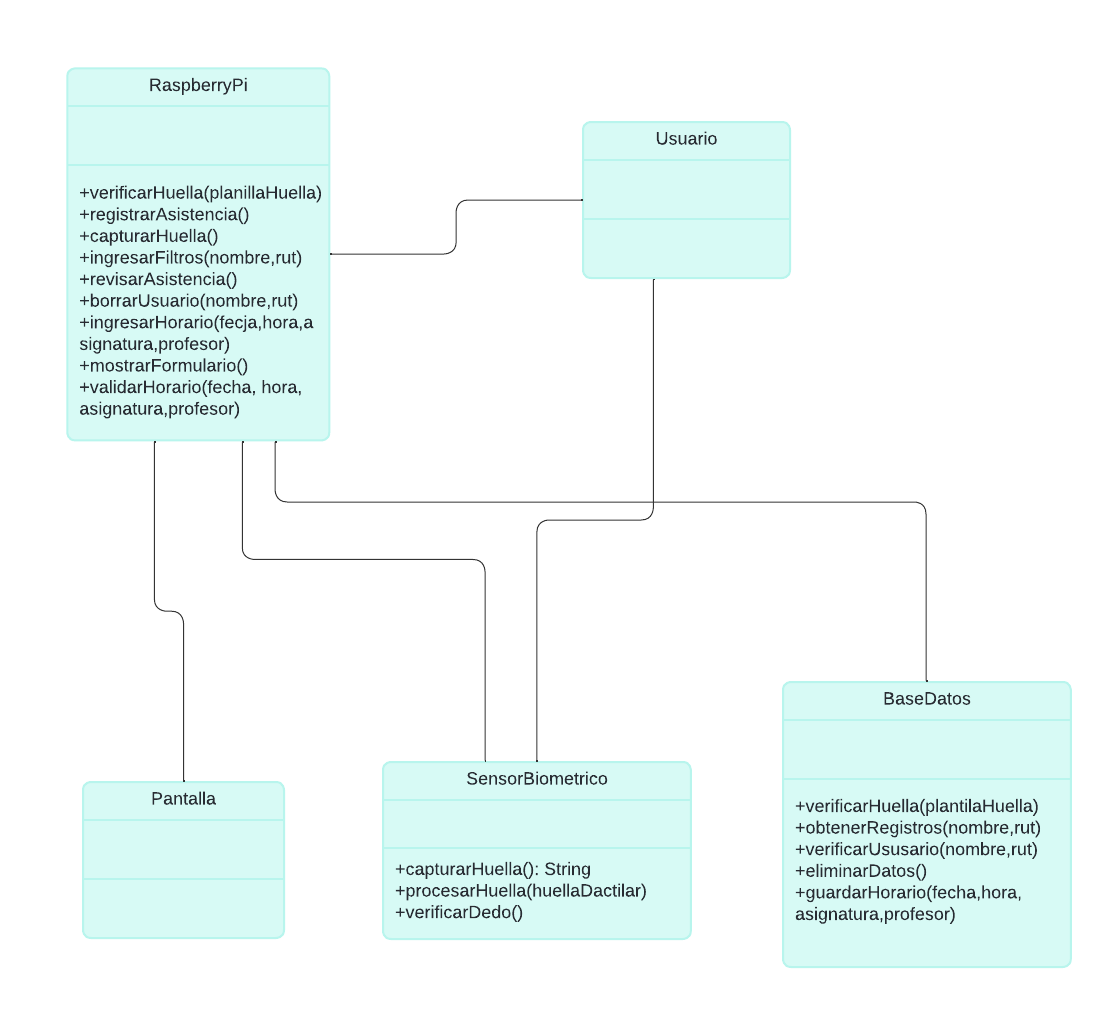 RaspberryPi
+verificarHuella(planillaHuella)
+registrarAsistencia()
+capturarHuella()
+ingresarFiltros(nombre,rut)
+revisarAsistencia()
+borrarUsuario(nombre,rut)
+ingresarHorario(fecja,hora,a
signatura,profesor)
+mostrarFormulario()
+validarHorario(fecha, hora,
asignatura,profesor)
Usuario
Pantalla
SensorBiometrico
+capturarHuella(): String
+procesarHuella(huellaDactilar)
+verificarDedo()
BaseDatos
+verificarHuella(plantilaHuella)
+obtenerRegistros(nombre,rut)
+verificarUsusario(nombre,rut)
+eliminarDatos()
+guardarHorario(fecha,hora,
asignatura,profesor)